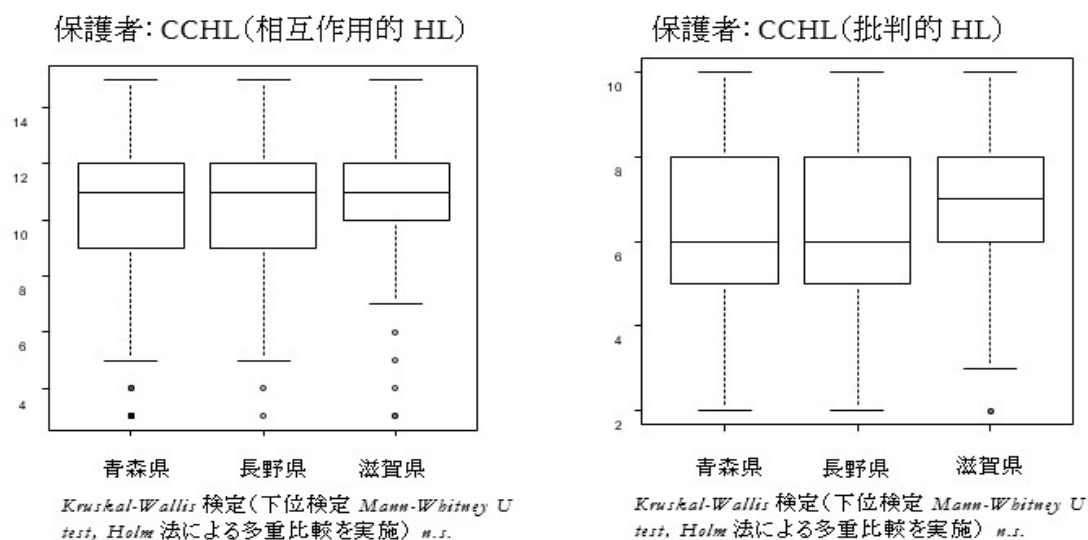 保護者: CCHL(相互作用的 HL)
14
12
10
8
6
4
青森県
長野県
滋賀県
Kruskal-Wallis 検定(下位検定 Mann-Whitney U
test, Holm 法による多重比較を実施) n.s.
保護者: CCHL(批判的 HL)
10
8
6
4
2
青森県
長野県
滋賀県
Kruskal-Wallis 検定(下位検定 Mann-Whitney U
test, Holm 法による多重比較を実施) n.s.